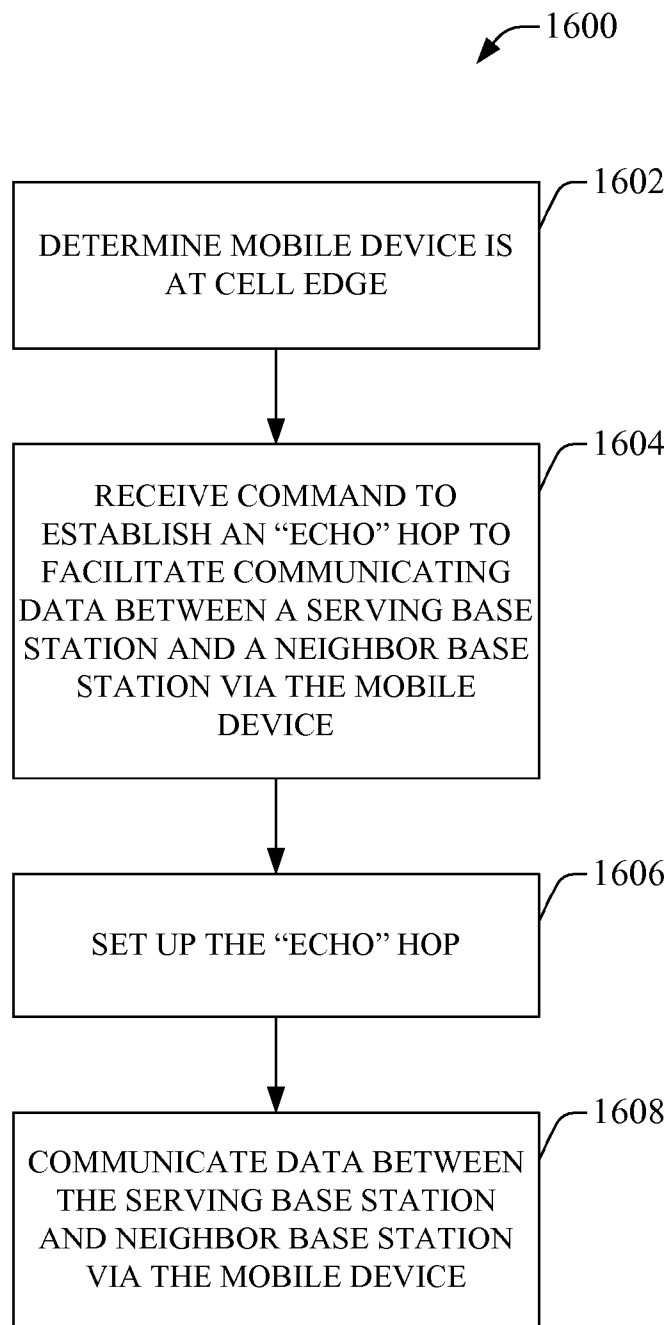 1600
1602
DETERMINE MOBILE DEVICE IS
AT CELL EDGE
1604
RECEIVE COMMAND TO
ESTABLISH AN “ECHO” HOP TO
FACILITATE COMMUNICATING
DATA BETWEEN A SERVING BASE
STATION AND A NEIGHBOR BASE
STATION VIA THE MOBILE
DEVICE
1606
SET UP THE “ECHO” HOP
1608
COMMUNICATE DATA BETWEEN
THE SERVING BASE STATION
AND NEIGHBOR BASE STATION
VIA THE MOBILE DEVICE